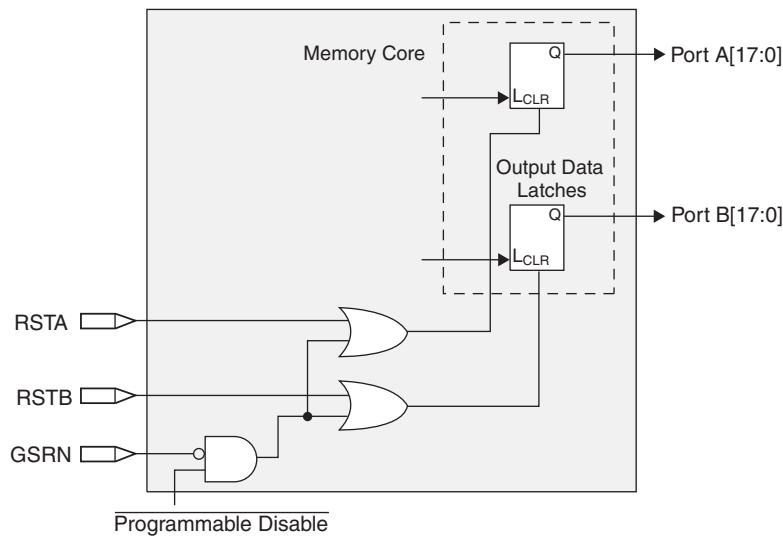 Memory Core
Q
Port A[17:0]
LCLR
Output Data
Latches
Q
Port B[17:0]
LCLR
RSTA
RSTB
GSRN
Programmable Disable